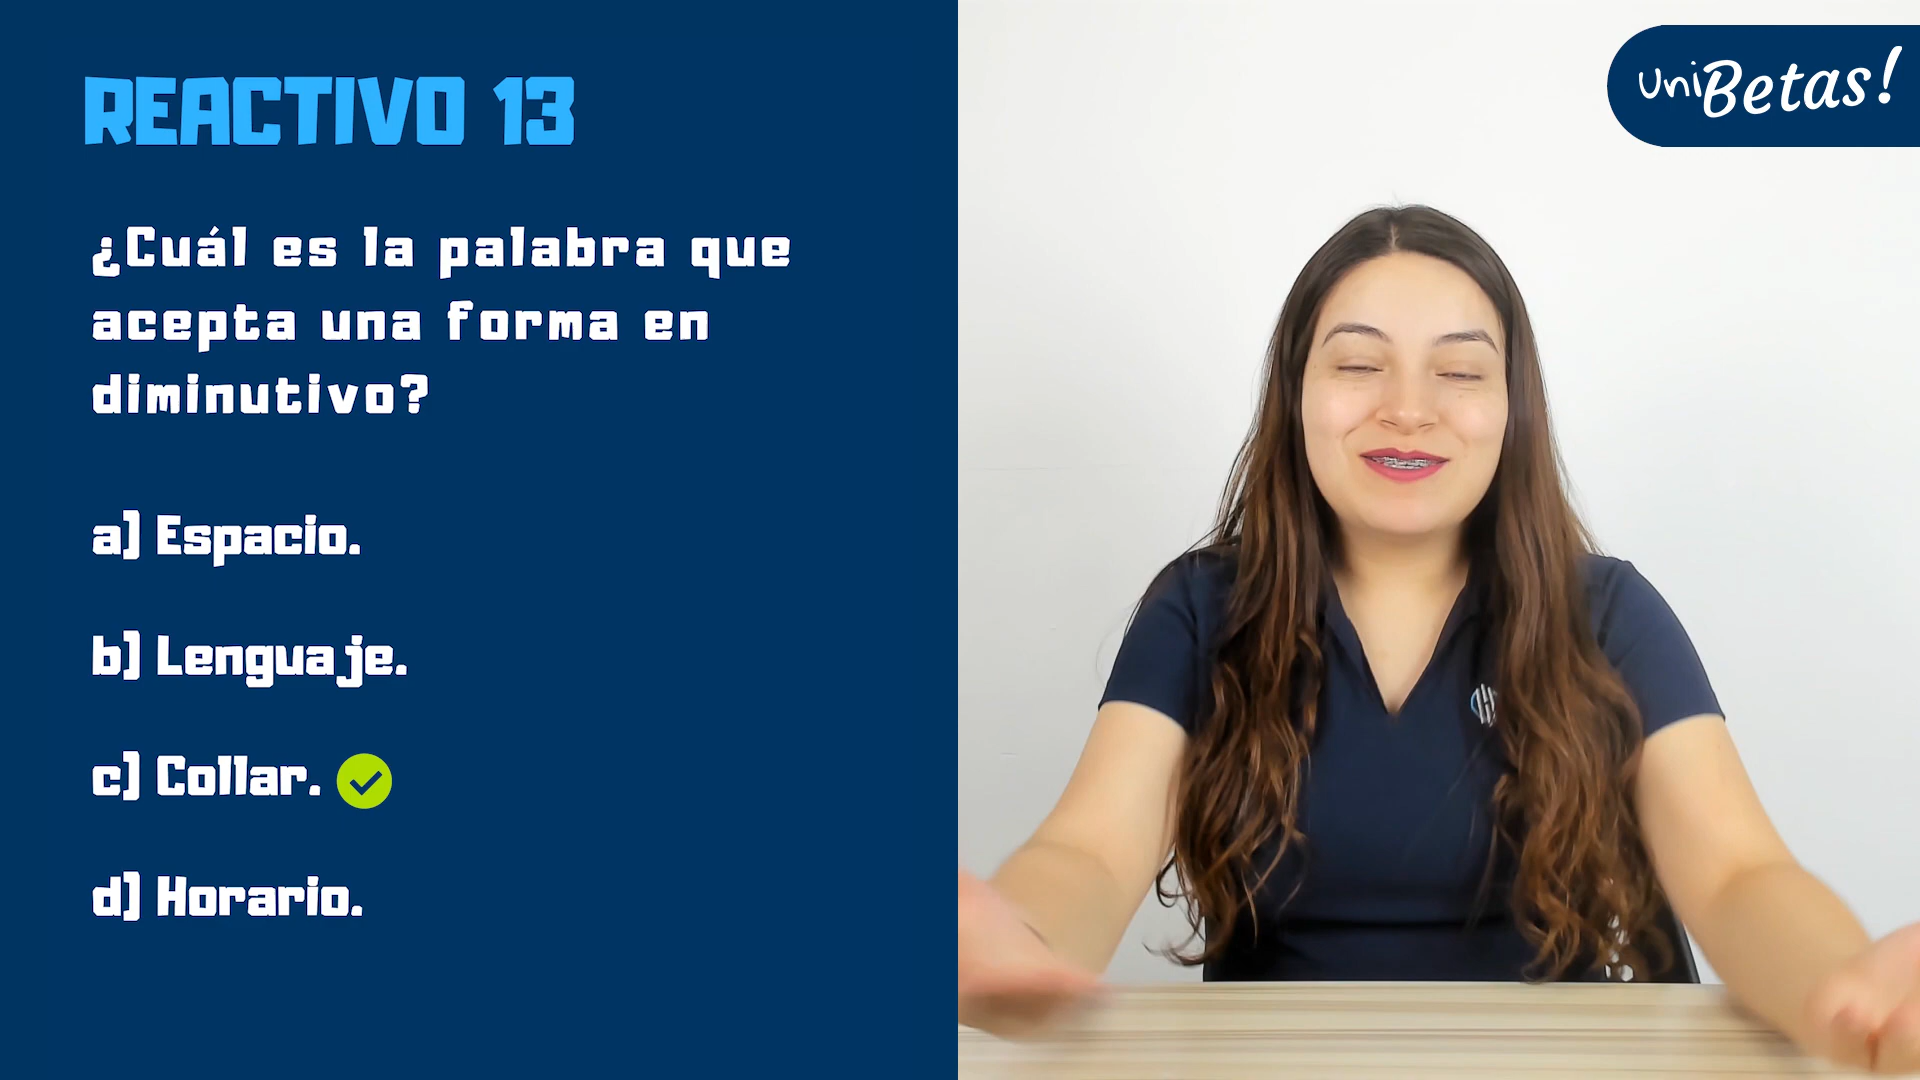 REACTIVO 13
¿Cuál es la palabra que
acepta una forma en
diminutivo?
a) Espacio.
b) Lenguaje.
c) Collar.
d) Horario.
uniBetas!